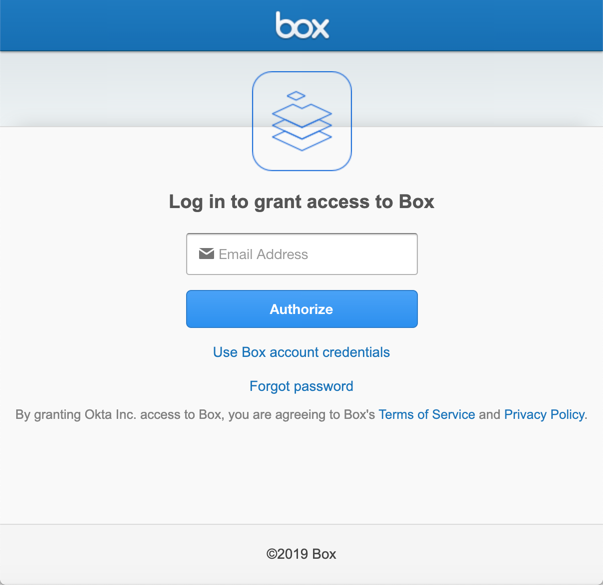 box
Log in to grant access to Box
Email Address
Authorize
Use Box account credentials
Forgot password
By granting Okta Inc. access to Box, you are agreeing to Box's Terms of Service and Privacy Policy.
©2019 Box